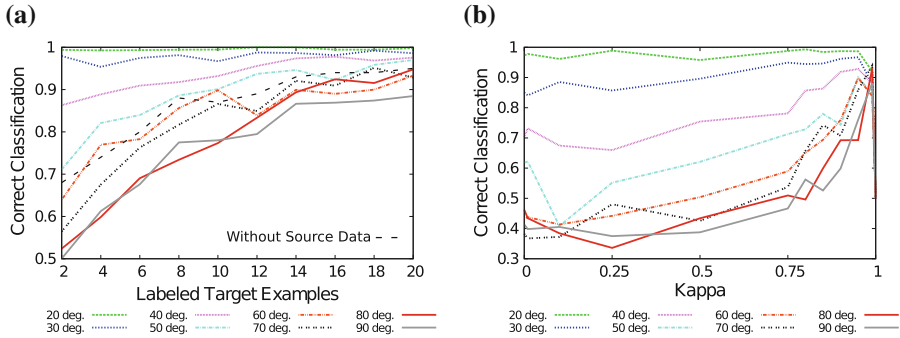 (a)
Correct Classification
1
0.9
0.8
0.7
0.6
0.5
Without Source Data
2 4 6 8 10 12 14 16 18 20
Labeled Target Examples
20 deg. 40 deg. 60 deg. 80 deg.
30 deg. 50 deg. 70 deg. 90 deg.
(b)
Correct Classification
1
0.9
0.8
0.7
0.6
0.5
0.4
0.3
0 0.25 0.5 0.75 1
Kappa
20 deg. 40 deg. 60 deg. 80 deg.
30 deg. 50 deg. 70 deg. 90 deg.